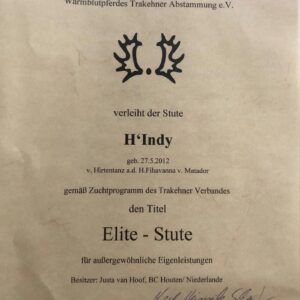 Warmblutpferdes Trakehner Abstammung e.V.
verleiht der Stute
H'Indy
geb. 27.5.2012
v. Hirtentanz a.d. H.Fihavanna v. Matador
gemäß Zuchtprogramm des Trakehner Verbandes
den Titel
Elite - Stute
für außergewöhnliche Eigenleistungen
Besitzer: Justa van Hoof, BC Houten/ Niederlande